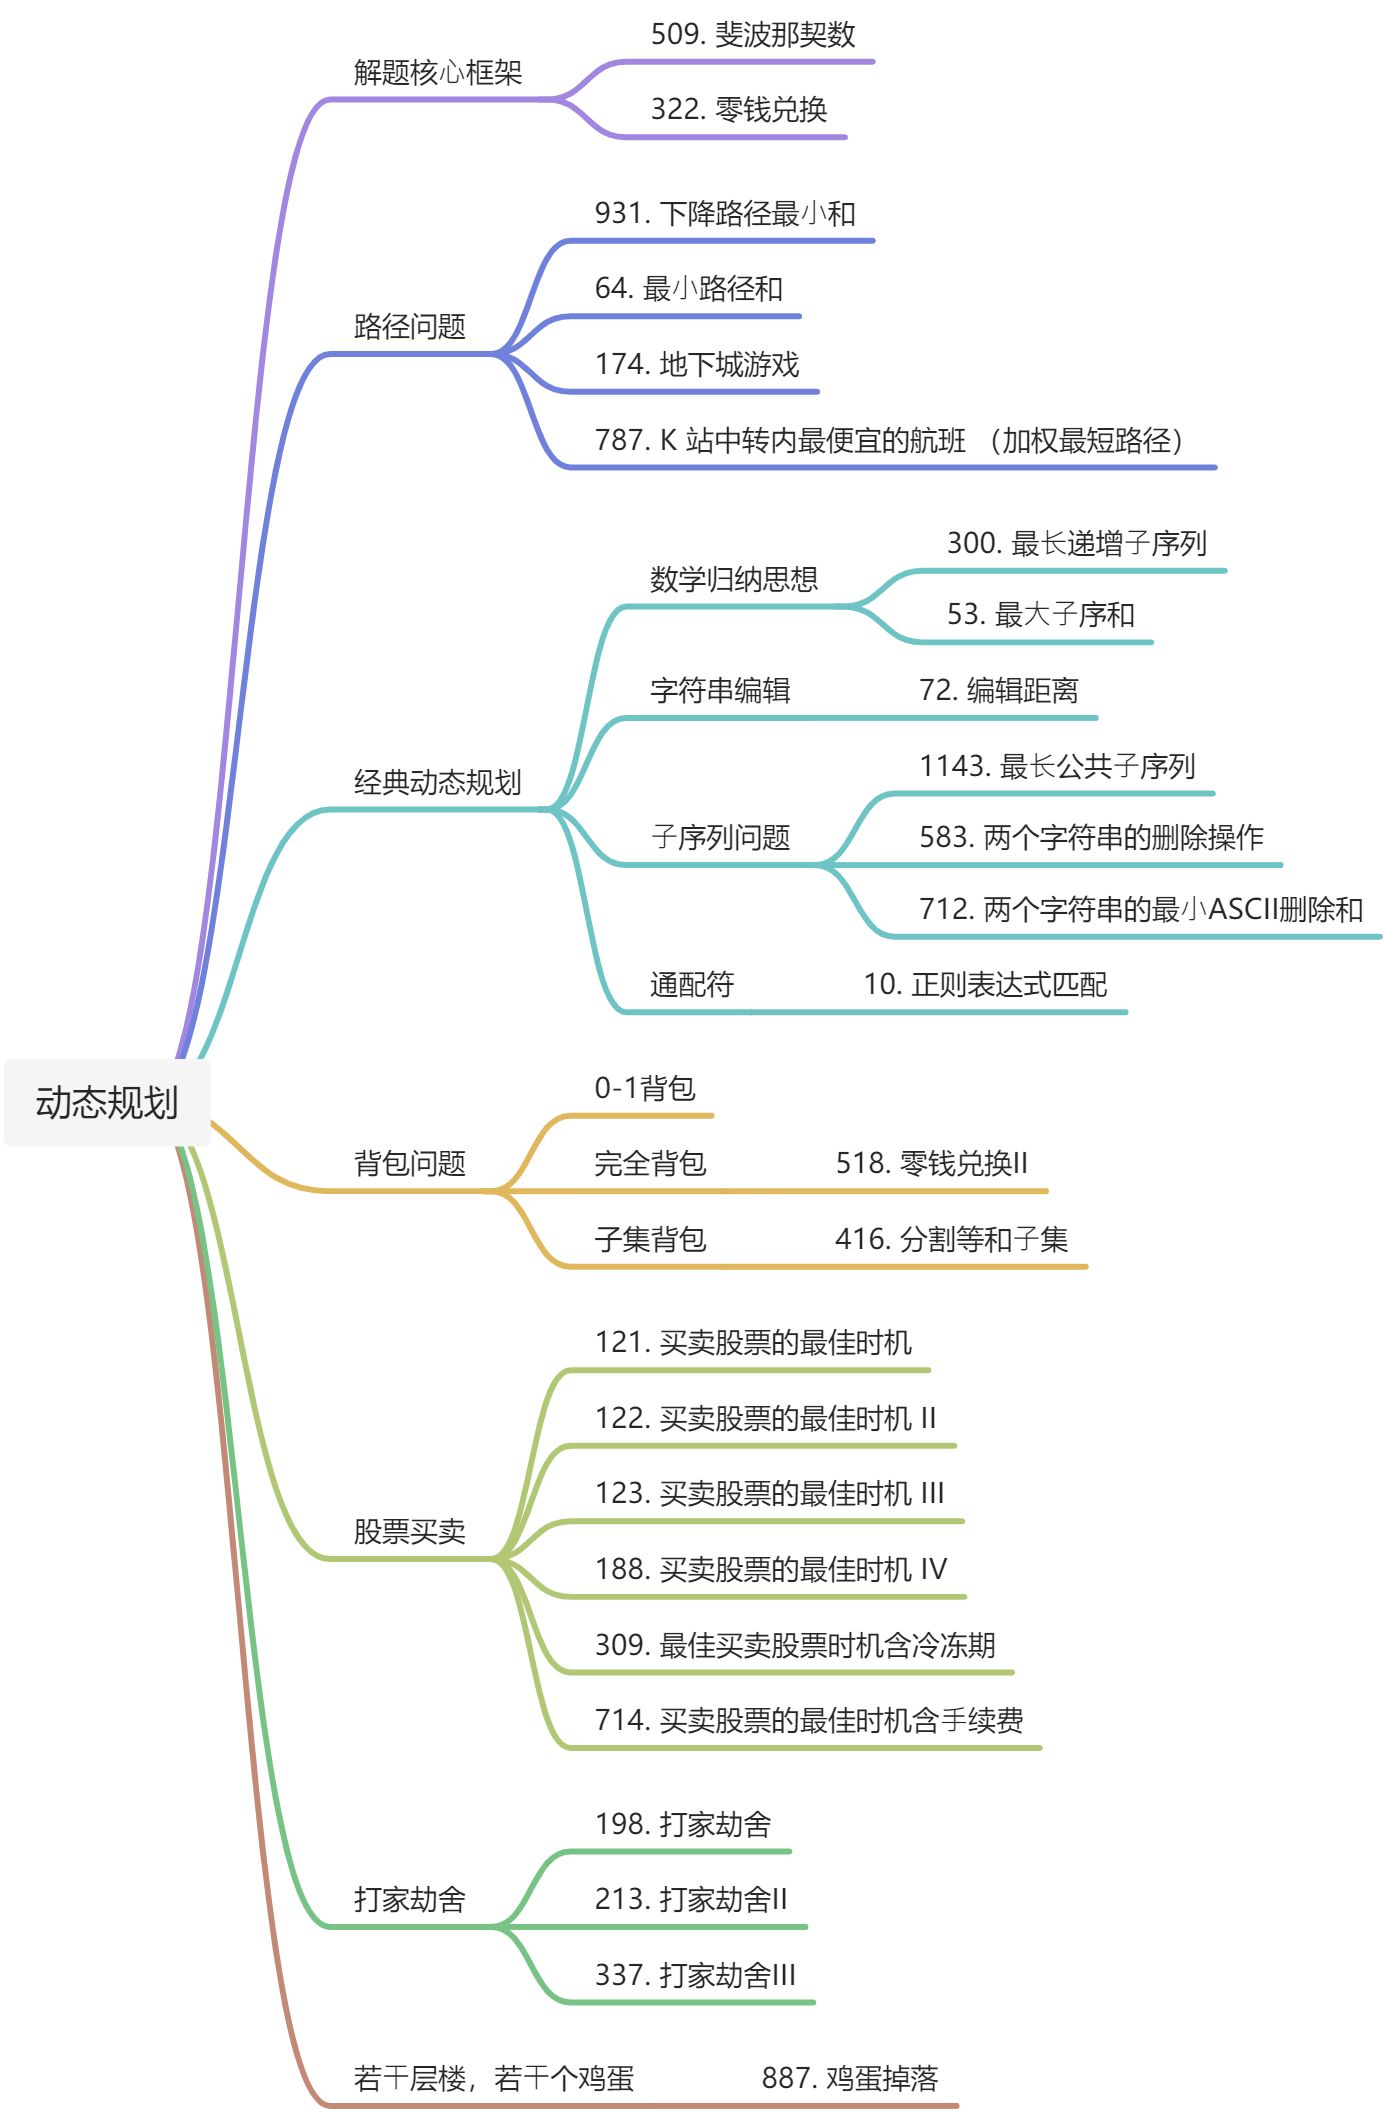 动态规划
解题核心框架
509. 斐波那契数
322. 零钱兑换
路径问题
931. 下降路径最小和
64. 最小路径和
174. 地下城游戏
787. K 站中转内最便宜的航班 （加权最短路径）
经典动态规划
数学归纳思想
300. 最长递增子序列
53. 最大子序和
字符串编辑
72. 编辑距离
子序列问题
1143. 最长公共子序列
583. 两个字符串的删除操作
712. 两个字符串的最小ASCII删除和
通配符
10. 正则表达式匹配
背包问题
0-1背包
完全背包
518. 零钱兑换II
子集背包
416. 分割等和子集
股票买卖
121. 买卖股票的最佳时机
122. 买卖股票的最佳时机 II
123. 买卖股票的最佳时机 III
188. 买卖股票的最佳时机 IV
309. 最佳买卖股票时机含冷冻期
714. 买卖股票的最佳时机含手续费
打家劫舍
198. 打家劫舍
213. 打家劫舍II
337. 打家劫舍III
若干层楼，若干个鸡蛋
887. 鸡蛋掉落